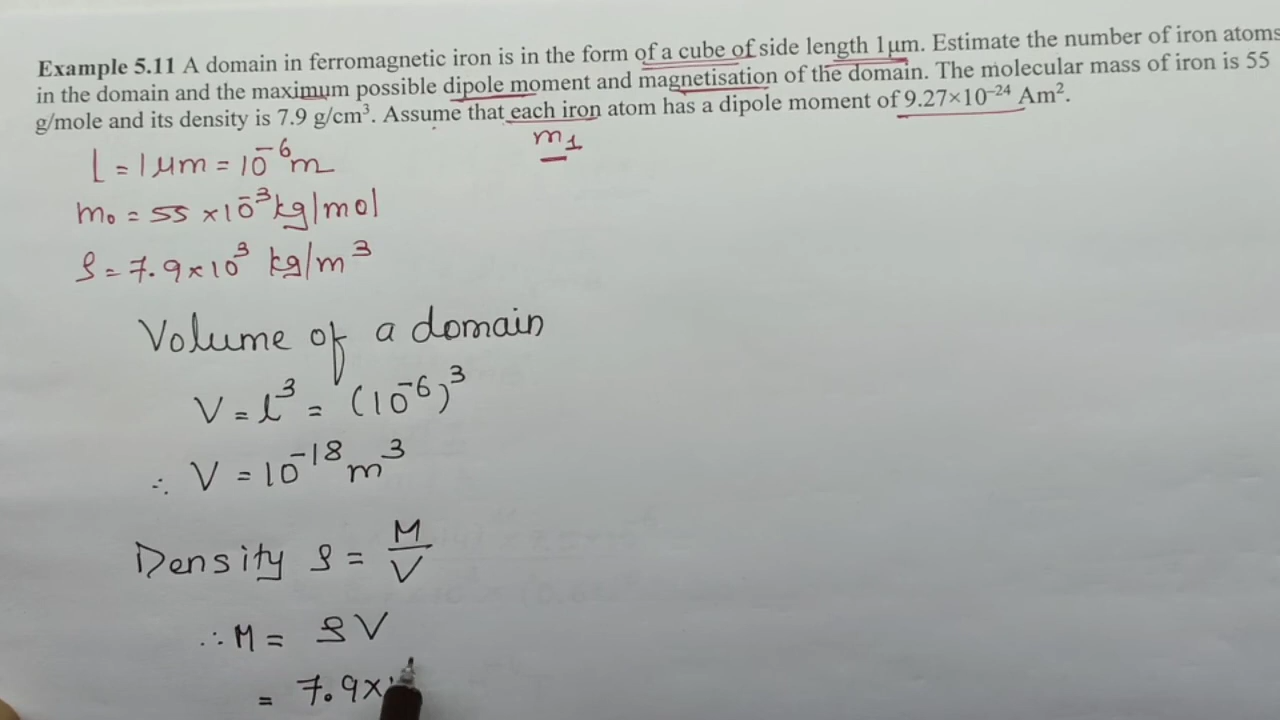 Example 5.11 A domain in ferromagnetic iron is in the form of a cube of side length 1μm. Estimate the number of iron atoms
in the domain and the maximum possible dipole moment and magnetisation of the domain. The molecular mass of iron is 55
g/mole and its density is 7.9 g/cm³. Assume that each iron atom has a dipole moment of 9.27×10⁻²⁴ Am².
m₁
l = 1 μm = 10⁻⁶ m
m₀ = 55 × 10⁻³ kg/mol
ρ = 7.9 × 10³ kg/m³
Volume of a domain
V = l³ = (10⁻⁶)³
∴ V = 10⁻¹⁸ m³
Density ρ = M/V
∴ M = ρV
= 7.9×